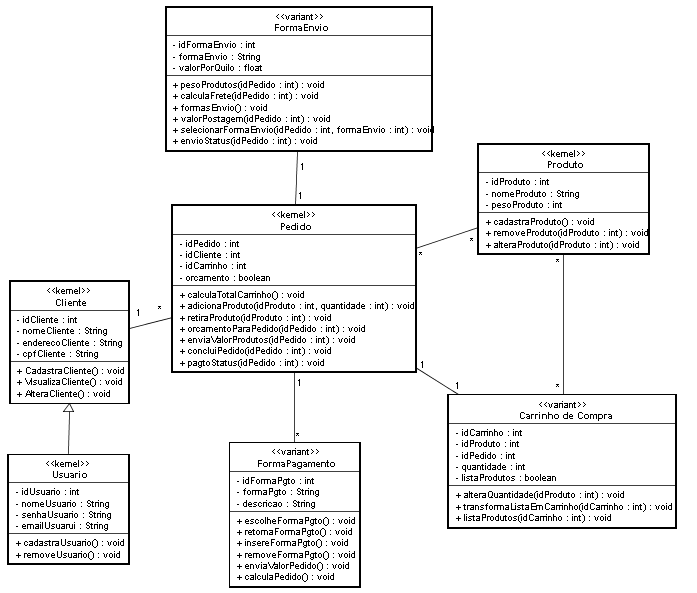 <<variant>>
FormaEnvio
- idFormaEnvio : int
- formaEnvio : String
- valorPorQuilo : float
+ pesoProdutos(idPedido : int) : void
+ calculaFrete(idPedido : int) : void
+ formasEnvio() : void
+ valorPostagem(idPedido : int) : void
+ selecionarFormaEnvio(idPedido : int, formaEnvio : int) : void
+ envioStatus(idPedido : int) : void
1
1
<<kernel>>
Produto
- idProduto : int
- nomeProduto : String
- pesoProduto : int
+ cadastraProduto() : void
+ removeProduto(idProduto : int) : void
+ alteraProduto(idProduto : int) : void
<<kernel>>
Pedido
- idPedido : int
- idCliente : int
- idCarrinho : int
- orcamento : boolean
+ calculaTotalCarrinho() : void
+ adicionaProduto(idProduto : int, quantidade : int) : void
+ retiraProduto(idProduto : int) : void
+ orcamentoParaPedido(idPedido : int) : void
+ enviaValorProdutos(idPedido : int) : void
+ concluiPedido(idPedido : int) : void
+ pagtoStatus(idPedido : int) : void
*
*
*
*
<<kernel>>
Cliente
- idCliente : int
- nomeCliente : String
- enderecoCliente : String
- cpfCliente : String
+ CadastraCliente() : void
+ VisualizaCliente() : void
+ AlteraCliente() : void
1
*
1
1
1
*
<<variant>>
Carrinho de Compra
- idCarrinho : int
- idProduto : int
- idPedido : int
- quantidade : int
- listaProdutos : boolean
+ alteraQuantidade(idProduto : int) : void
+ transformaListaEmCarrinho(idCarrinho : int) : void
+ listaProdutos(idCarrinho : int) : void
<<kernel>>
Usuario
- idUsuario : int
- nomeUsuario : String
- senhaUsuario : String
- emailUsuarui : String
+ cadastraUsuario() : void
+ removeUsuario() : void
<<variant>>
FormaPagamento
- idFormaPgto : int
- formaPgto : String
- descricao : String
+ escolheFormaPgto() : void
+ retornaFormaPgto() : void
+ insereFormaPgto() : void
+ removeFormaPgto() : void
+ enviaValorPedido() : void
+ calculaPedido() : void